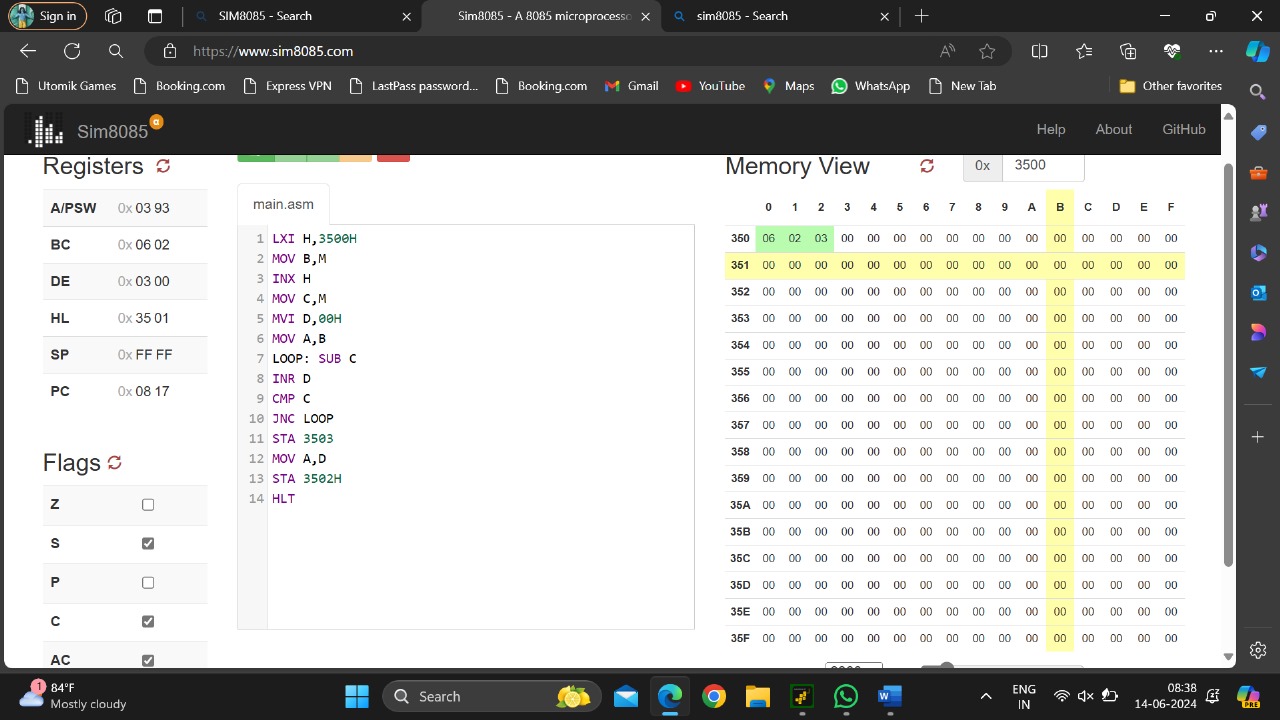 Sign in
SIM8085 - Search
Sim8085 - A 8085 microprocesso
sim8085 - Search
https://www.sim8085.com
Utomik Games
Booking.com
Express VPN
LastPass password...
Booking.com
Gmail
YouTube
Maps
WhatsApp
New Tab
Other favorites
Sim8085 α
Help
About
GitHub
Registers
A/PSW 0x 03 93
BC 0x 06 02
DE 0x 03 00
HL 0x 35 01
SP 0x FF FF
PC 0x 08 17
Flags
Z
S
P
C
AC
main.asm
1 LXI H,3500H
2 MOV B,M
3 INX H
4 MOV C,M
5 MVI D,00H
6 MOV A,B
7 LOOP: SUB C
8 INR D
9 CMP C
10 JNC LOOP
11 STA 3503
12 MOV A,D
13 STA 3502H
14 HLT
Memory View 0x 3500
0 1 2 3 4 5 6 7 8 9 A B C D E F
350 06 02 03 00 00 00 00 00 00 00 00 00 00 00 00 00
351 00 00 00 00 00 00 00 00 00 00 00 00 00 00 00 00
352 00 00 00 00 00 00 00 00 00 00 00 00 00 00 00 00
353 00 00 00 00 00 00 00 00 00 00 00 00 00 00 00 00
354 00 00 00 00 00 00 00 00 00 00 00 00 00 00 00 00
355 00 00 00 00 00 00 00 00 00 00 00 00 00 00 00 00
356 00 00 00 00 00 00 00 00 00 00 00 00 00 00 00 00
357 00 00 00 00 00 00 00 00 00 00 00 00 00 00 00 00
358 00 00 00 00 00 00 00 00 00 00 00 00 00 00 00 00
359 00 00 00 00 00 00 00 00 00 00 00 00 00 00 00 00
35A 00 00 00 00 00 00 00 00 00 00 00 00 00 00 00 00
35B 00 00 00 00 00 00 00 00 00 00 00 00 00 00 00 00
35C 00 00 00 00 00 00 00 00 00 00 00 00 00 00 00 00
35D 00 00 00 00 00 00 00 00 00 00 00 00 00 00 00 00
35E 00 00 00 00 00 00 00 00 00 00 00 00 00 00 00 00
35F 00 00 00 00 00 00 00 00 00 00 00 00 00 00 00 00
1
84°F
Mostly cloudy
Search
ENG
IN
08:38
14-06-2024
PRE